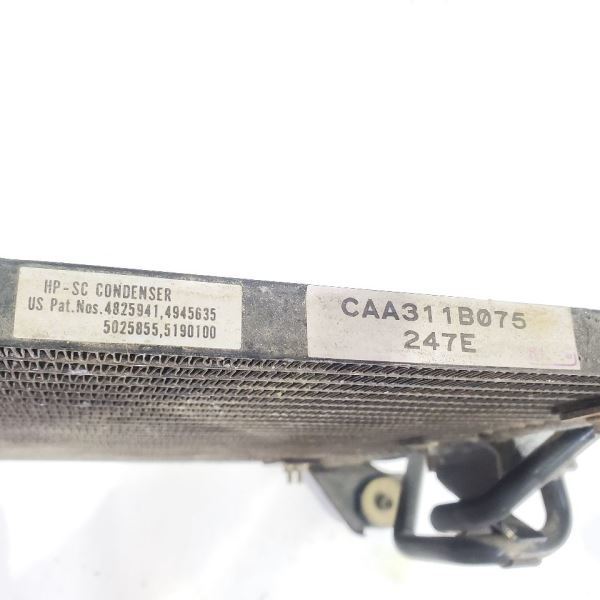 HP-SC CONDENSER
US Pat.Nos.4825941,4945635
5025855,5190100
CAA311B075
247E